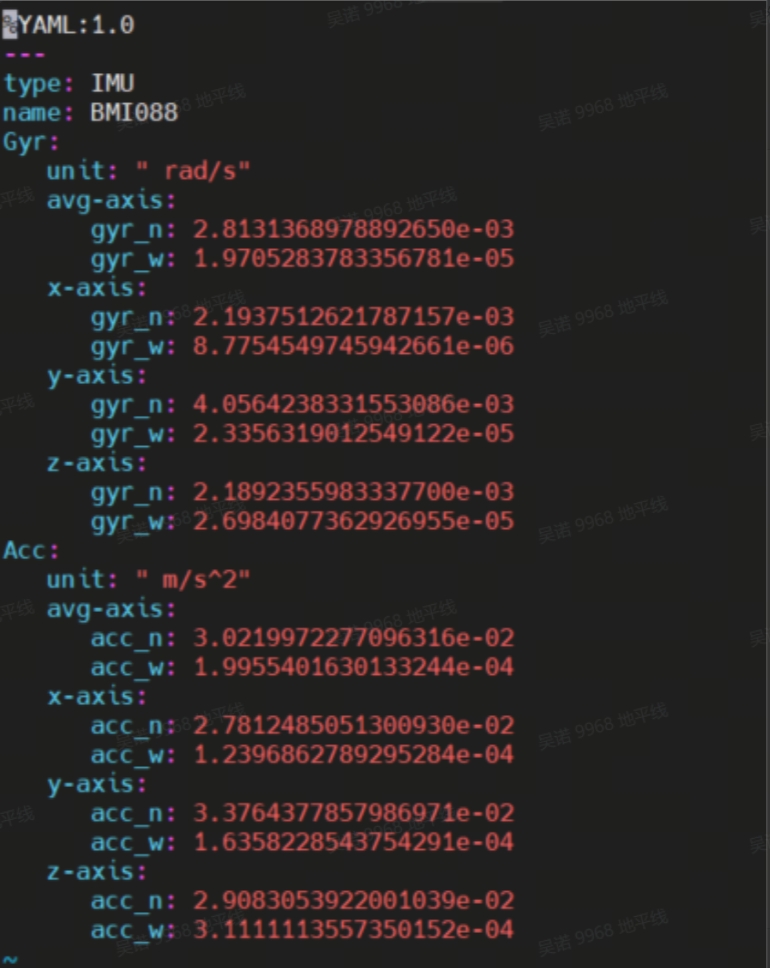 %YAML:1.0
---
type: IMU
name: BMI088
Gyr:
   unit: " rad/s"
   avg-axis:
      gyr_n: 2.8131368978892650e-03
      gyr_w: 1.9705283783356781e-05
   x-axis:
      gyr_n: 2.1937512621787157e-03
      gyr_w: 8.7754549745942661e-06
   y-axis:
      gyr_n: 4.0564238331553086e-03
      gyr_w: 2.3356319012549122e-05
   z-axis:
      gyr_n: 2.1892355983337700e-03
      gyr_w: 2.6984077362926955e-05
Acc:
   unit: " m/s^2"
   avg-axis:
      acc_n: 3.0219972277096316e-02
      acc_w: 1.9955401630133244e-04
   x-axis:
      acc_n: 2.7812485051300930e-02
      acc_w: 1.2396862789295284e-04
   y-axis:
      acc_n: 3.3764377857986971e-02
      acc_w: 1.6358228543754291e-04
   z-axis:
      acc_n: 2.9083053922001039e-02
      acc_w: 3.1111113557350152e-04
~
吴诺 9968 地平线